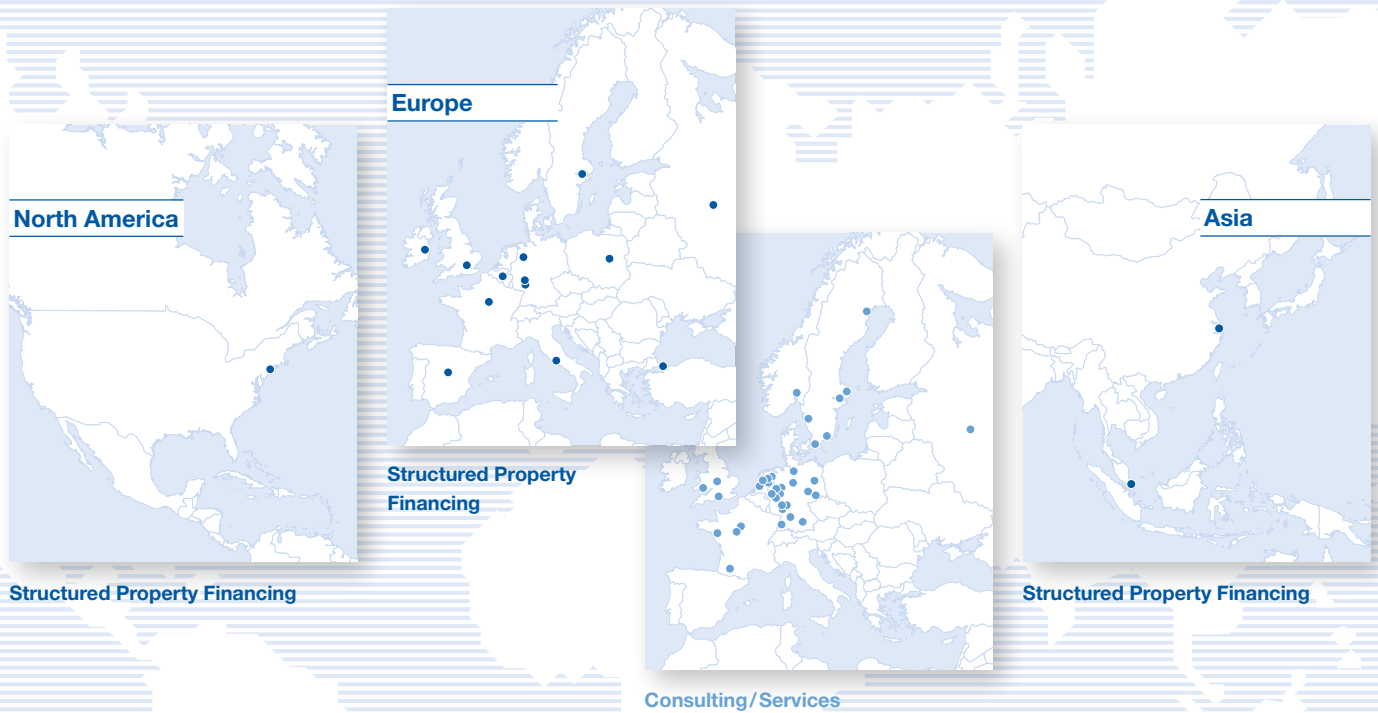 Europe
North America
Asia
Structured Property
Financing
Structured Property Financing
Structured Property Financing
Consulting/Services